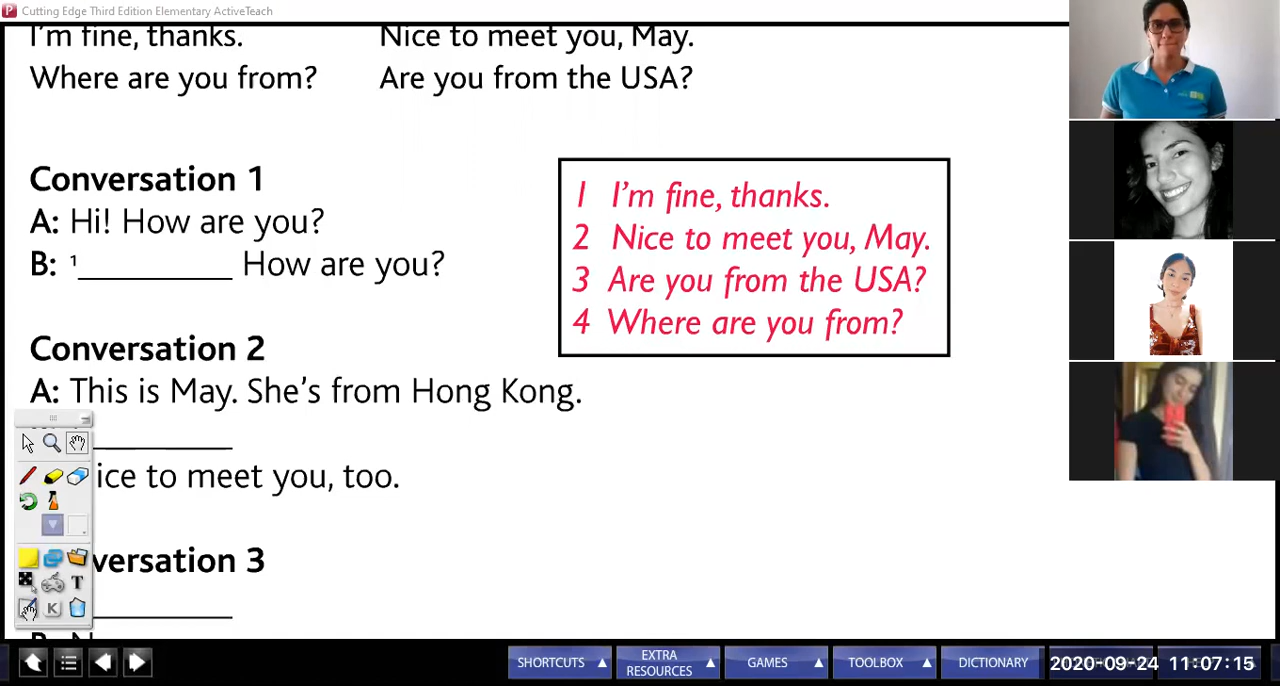 Cutting Edge Third Edition Elementary ActiveTeach
I'm fine, thanks. Nice to meet you, May.
Where are you from? Are you from the USA?
Conversation 1
A: Hi! How are you?
B: ¹__________ How are you?
1 I'm fine, thanks.
2 Nice to meet you, May.
3 Are you from the USA?
4 Where are you from?
Conversation 2
A: This is May. She's from Hong Kong.
__________
ice to meet you, too.
versation 3
__________
T
K
SHORTCUTS
EXTRA
RESOURCES
GAMES
TOOLBOX
DICTIONARY
2020-09-24 11:07:15